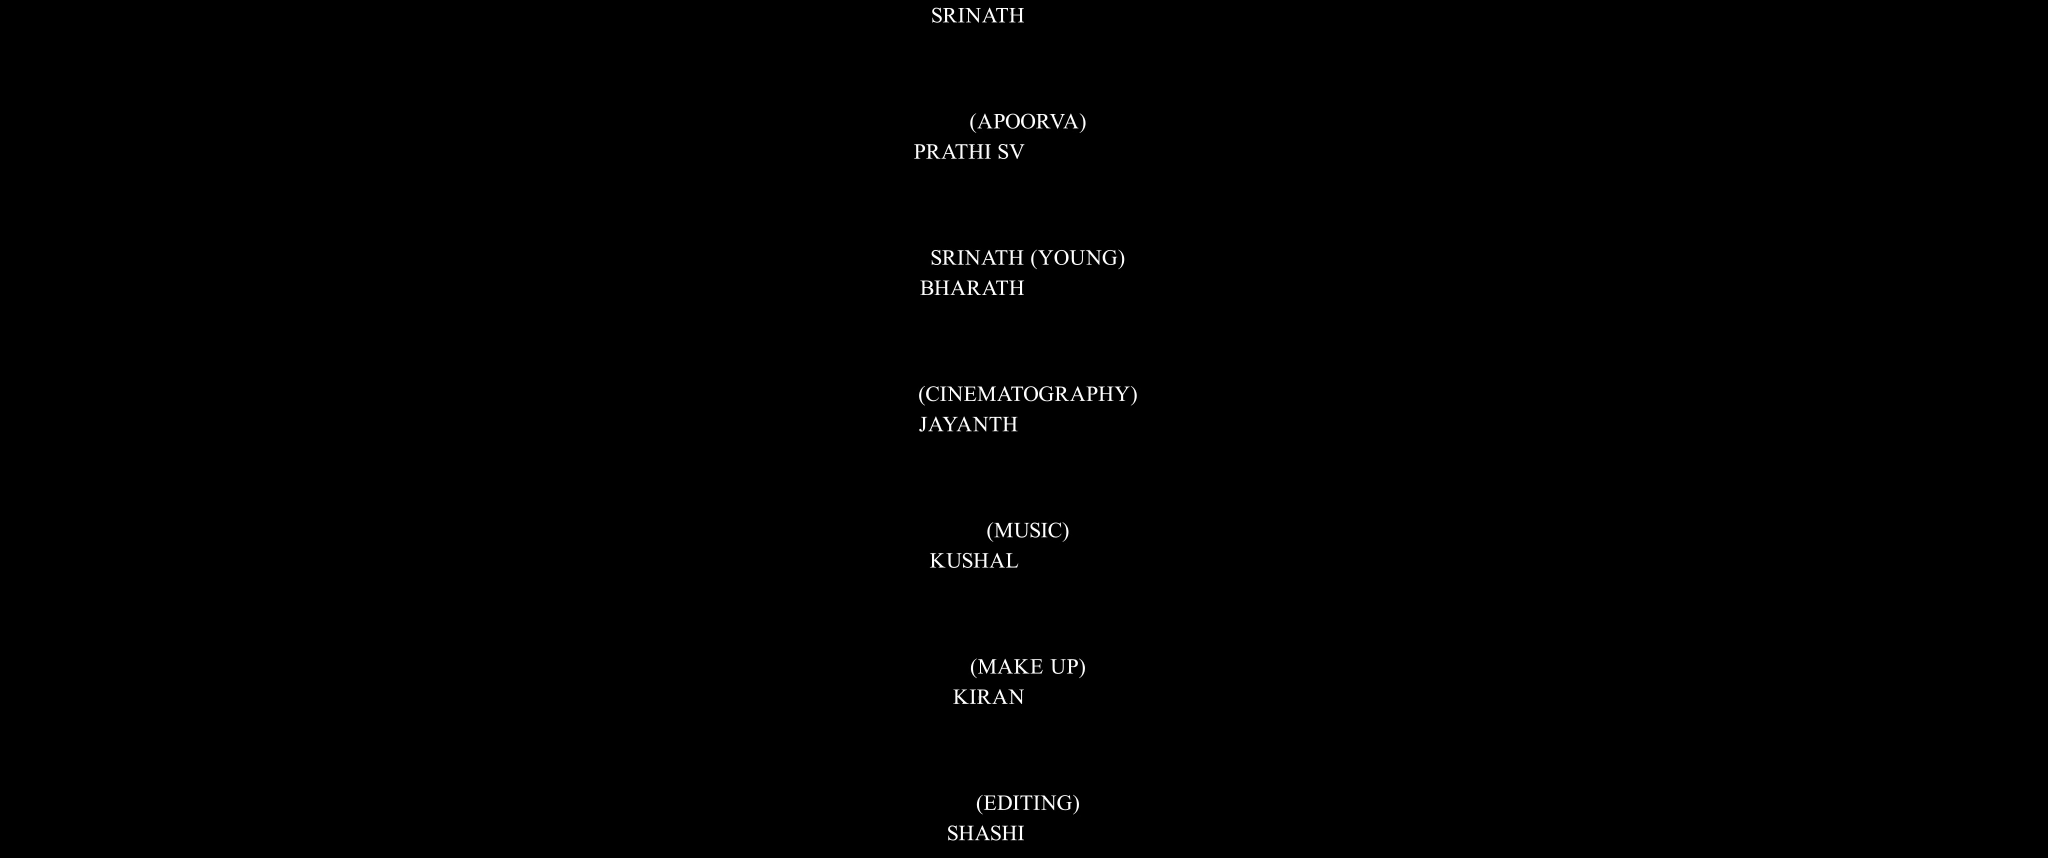 SRINATH
(APOORVA)
PRATHI SV
SRINATH (YOUNG)
BHARATH
(CINEMATOGRAPHY)
JAYANTH
(MUSIC)
KUSHAL
(MAKE UP)
KIRAN
(EDITING)
SHASHI